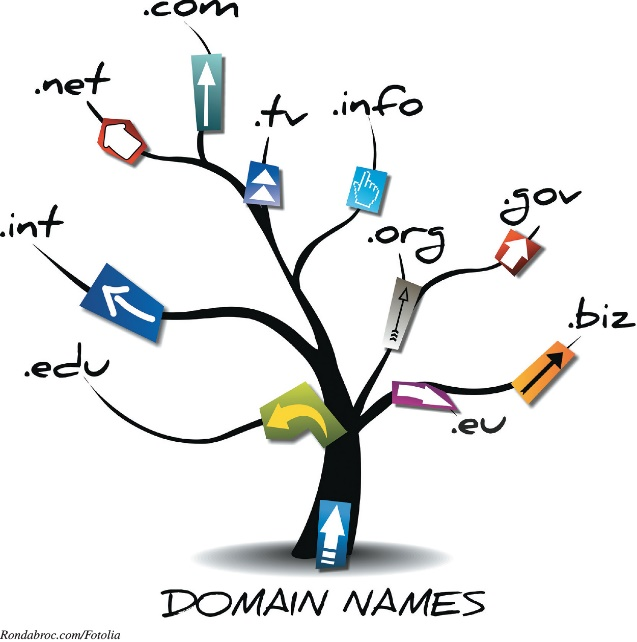 .com
.net
.tv
.info
.int
.org
.gov
.biz
.edu
.eu
DOMAIN NAMES
Rondabroc.com/Fotolia